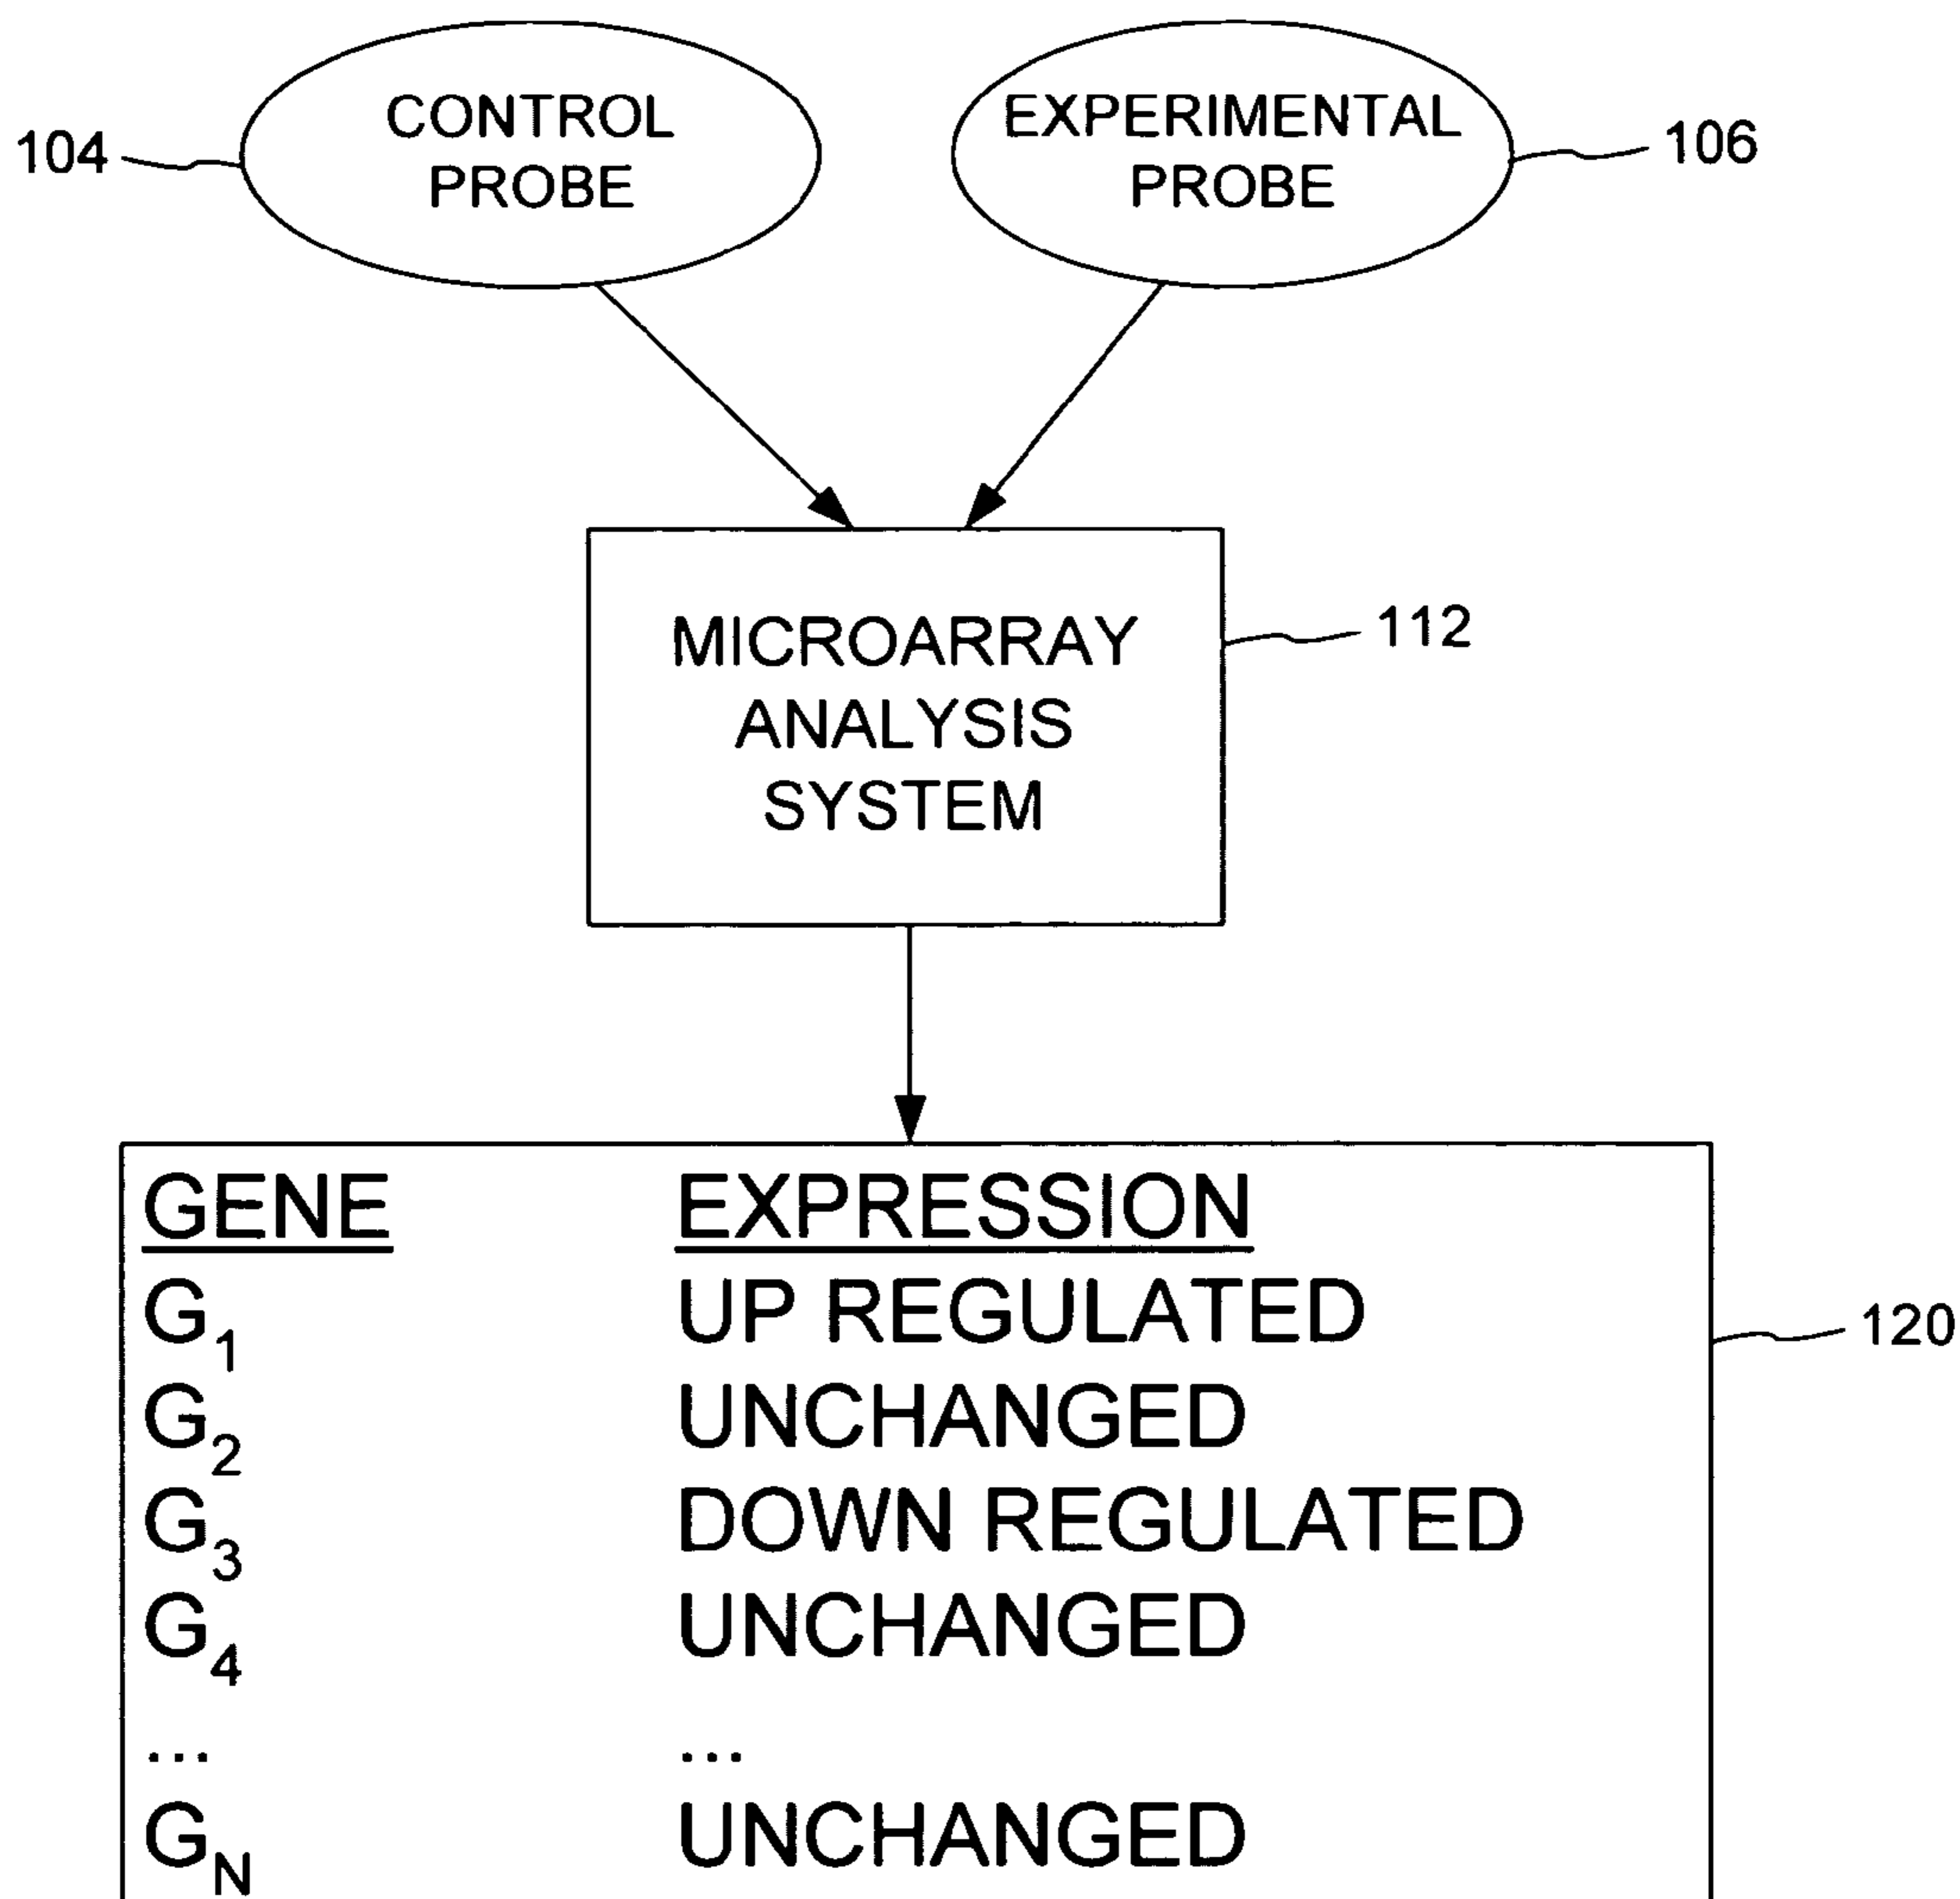 CONTROL
PROBE
104
EXPERIMENTAL
PROBE
106
MICROARRAY
ANALYSIS
SYSTEM
112
GENE EXPRESSION
G1 UP REGULATED
120
G2 UNCHANGED
G3 DOWN REGULATED
G4 UNCHANGED
... ...
GN UNCHANGED